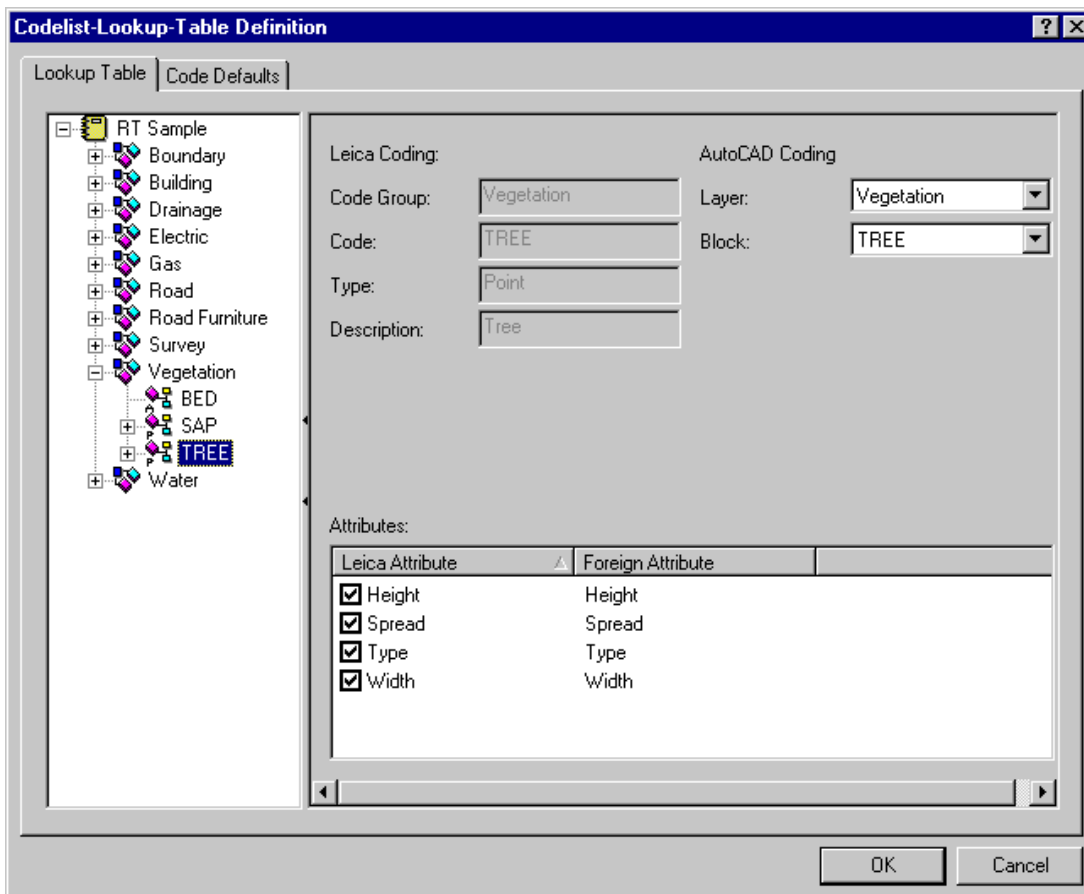 Codelist-Lookup-Table Definition
Lookup Table
Code Defaults
RT Sample
Boundary
Building
Drainage
Electric
Gas
Road
Road Furniture
Survey
Vegetation
A BED
P SAP
P TREE
Water
Leica Coding:
AutoCAD Coding
Code Group: Vegetation
Layer: Vegetation
Code: TREE
Block: TREE
Type: Point
Description: Tree
Attributes:
Leica Attribute Foreign Attribute
Height Height
Spread Spread
Type Type
Width Width
OK Cancel